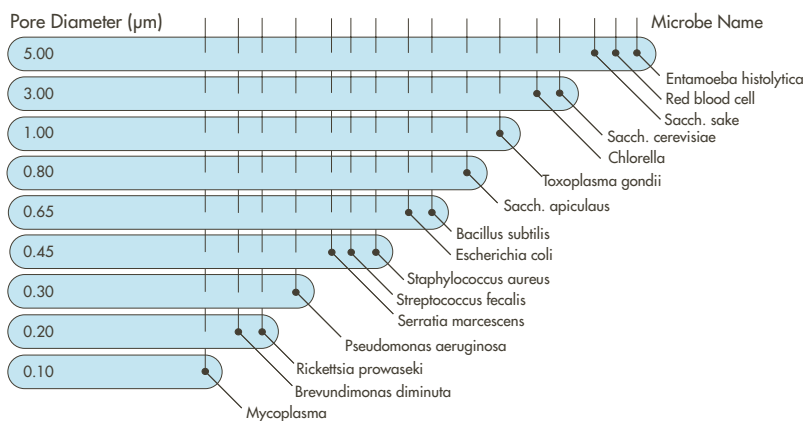 Pore Diameter (µm) Microbe Name
5.00
Entamoeba histolytica
3.00
Red blood cell
Sacch. sake
1.00
Sacch. cerevisiae
Chlorella
0.80
Toxoplasma gondii
Sacch. apiculaus
0.65
Bacillus subtilis
0.45
Escherichia coli
Staphylococcus aureus
0.30
Streptococcus fecalis
Serratia marcescens
0.20
Pseudomonas aeruginosa
0.10
Rickettsia prowaseki
Brevundimonas diminuta
Mycoplasma